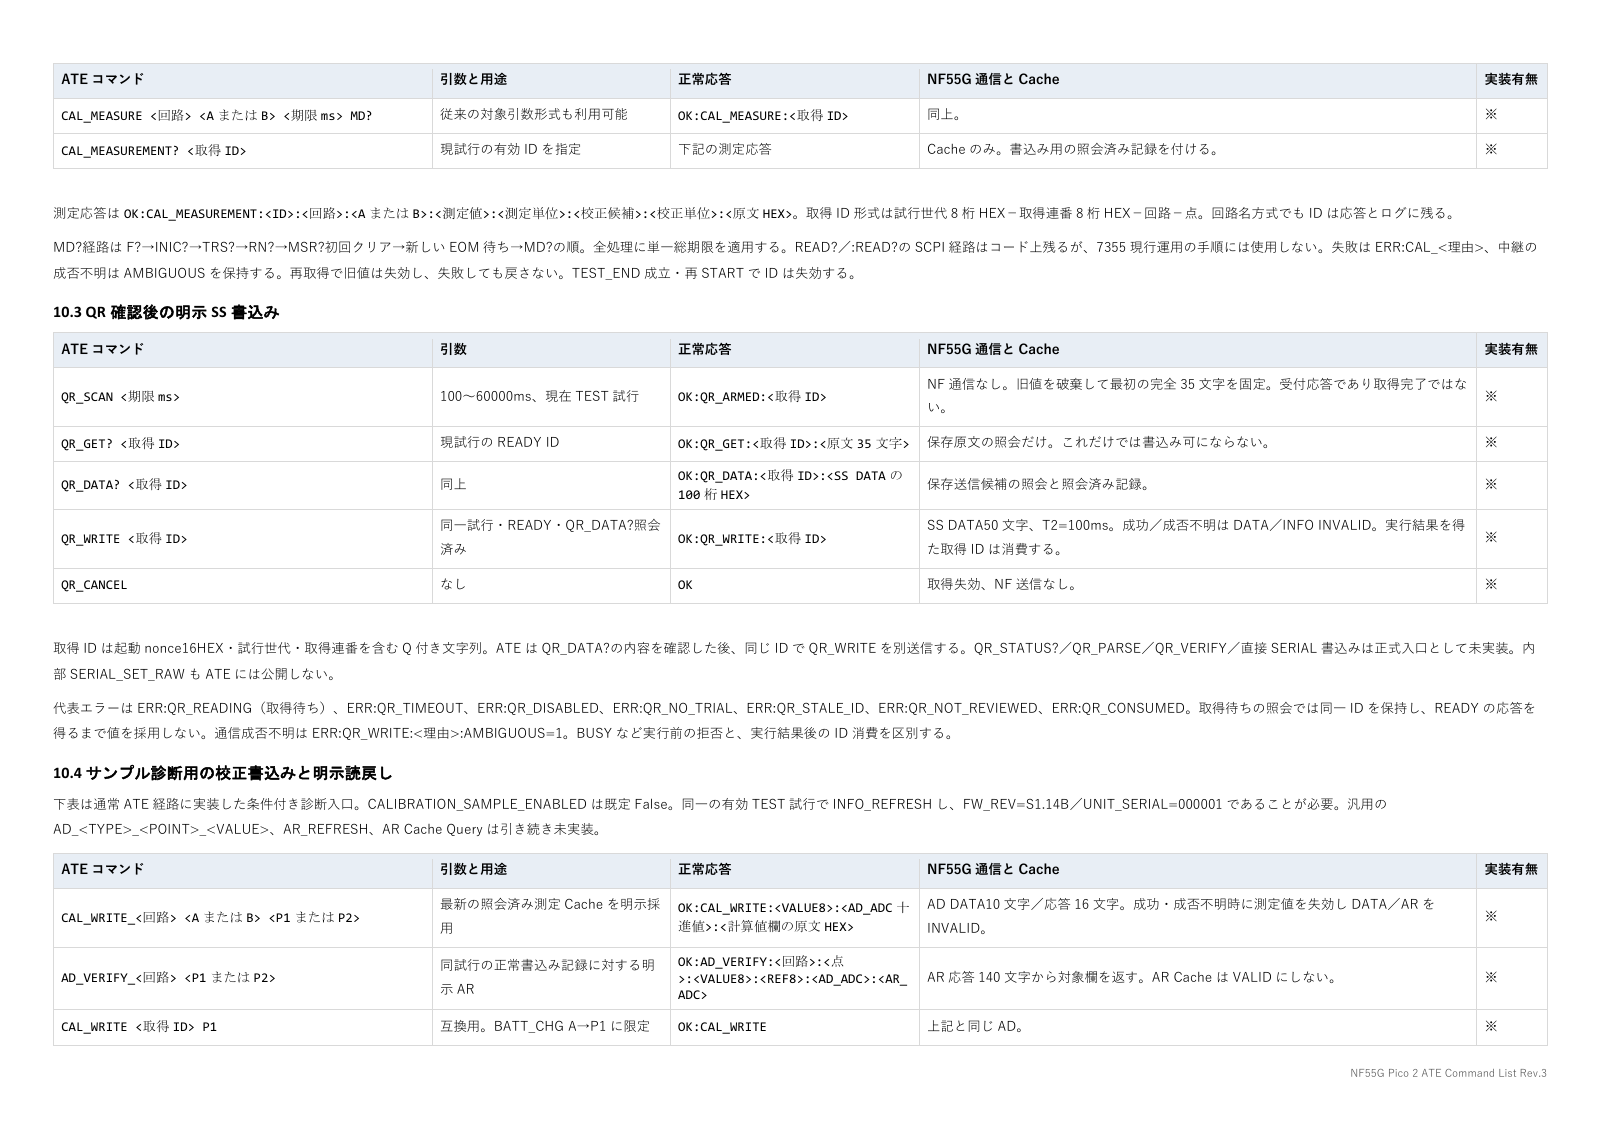 ATE コマンド 引数と用途 正常応答 NF55G 通信と Cache 実装有無
CAL_MEASURE <回路> <A または B> <期限 ms> MD? 従来の対象引数形式も利用可能 OK:CAL_MEASURE:<取得 ID> 同上。 ※
CAL_MEASUREMENT? <取得 ID> 現試行の有効 ID を指定 下記の測定応答 Cache のみ。書込み用の照会済み記録を付ける。 ※
測定応答は OK:CAL_MEASUREMENT:<ID>:<回路>:<A または B>:<測定値>:<測定単位>:<校正候補>:<校正単位>:<原文 HEX>。取得 ID 形式は試行世代 8 桁 HEX－取得連番 8 桁 HEX－回路－点。回路名方式でも ID は応答とログに残る。
MD?経路は F?→INIC?→TRS?→RN?→MSR?初回クリア→新しい EOM 待ち→MD?の順。全処理に単一総期限を適用する。READ?／:READ?の SCPI 経路はコード上残るが、7355 現行運用の手順には使用しない。失敗は ERR:CAL_<理由>、中継の
成否不明は AMBIGUOUS を保持する。再取得で旧値は失効し、失敗しても戻さない。TEST_END 成立・再 START で ID は失効する。
10.3 QR 確認後の明示 SS 書込み
ATE コマンド 引数 正常応答 NF55G 通信と Cache 実装有無
QR_SCAN <期限 ms> 100～60000ms、現在 TEST 試行 OK:QR_ARMED:<取得 ID> NF 通信なし。旧値を破棄して最初の完全 35 文字を固定。受付応答であり取得完了ではな
い。 ※
QR_GET? <取得 ID> 現試行の READY ID OK:QR_GET:<取得 ID>:<原文 35 文字> 保存原文の照会だけ。これだけでは書込み可にならない。 ※
QR_DATA? <取得 ID> 同上 OK:QR_DATA:<取得 ID>:<SS DATA の
100 桁 HEX> 保存送信候補の照会と照会済み記録。 ※
QR_WRITE <取得 ID> 同一試行・READY・QR_DATA?照会
済み OK:QR_WRITE:<取得 ID> SS DATA50 文字、T2=100ms。成功／成否不明は DATA／INFO INVALID。実行結果を得
た取得 ID は消費する。 ※
QR_CANCEL なし OK 取得失効、NF 送信なし。 ※
取得 ID は起動 nonce16HEX・試行世代・取得連番を含む Q 付き文字列。ATE は QR_DATA?の内容を確認した後、同じ ID で QR_WRITE を別送信する。QR_STATUS?／QR_PARSE／QR_VERIFY／直接 SERIAL 書込みは正式入口として未実装。内
部 SERIAL_SET_RAW も ATE には公開しない。
代表エラーは ERR:QR_READING（取得待ち）、ERR:QR_TIMEOUT、ERR:QR_DISABLED、ERR:QR_NO_TRIAL、ERR:QR_STALE_ID、ERR:QR_NOT_REVIEWED、ERR:QR_CONSUMED。取得待ちの照会では同一 ID を保持し、READY の応答を
得るまで値を採用しない。通信成否不明は ERR:QR_WRITE:<理由>:AMBIGUOUS=1。BUSY など実行前の拒否と、実行結果後の ID 消費を区別する。
10.4 サンプル診断用の校正書込みと明示読戻し
下表は通常 ATE 経路に実装した条件付き診断入口。CALIBRATION_SAMPLE_ENABLED は既定 False。同一の有効 TEST 試行で INFO_REFRESH し、FW_REV=S1.14B／UNIT_SERIAL=000001 であることが必要。汎用の
AD_<TYPE>_<POINT>_<VALUE>、AR_REFRESH、AR Cache Query は引き続き未実装。
ATE コマンド 引数と用途 正常応答 NF55G 通信と Cache 実装有無
CAL_WRITE_<回路> <A または B> <P1 または P2> 最新の照会済み測定 Cache を明示採
用 OK:CAL_WRITE:<VALUE8>:<AD_ADC 十
進値>:<計算値欄の原文 HEX> AD DATA10 文字／応答 16 文字。成功・成否不明時に測定値を失効し DATA／AR を
INVALID。 ※
AD_VERIFY_<回路> <P1 または P2> 同試行の正常書込み記録に対する明
示 AR OK:AD_VERIFY:<回路>:<点
>:<VALUE8>:<REF8>:<AD_ADC>:<AR_
ADC> AR 応答 140 文字から対象欄を返す。AR Cache は VALID にしない。 ※
CAL_WRITE <取得 ID> P1 互換用。BATT_CHG A→P1 に限定 OK:CAL_WRITE 上記と同じ AD。 ※
NF55G Pico 2 ATE Command List Rev.3